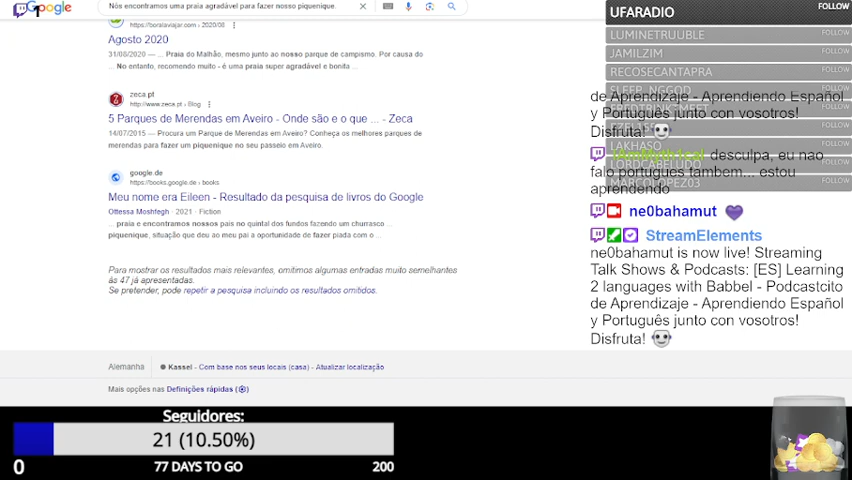 Google
Nós encontramos uma praia agradável para fazer nosso piquenique.
https://boralaviajar.com › 2020/08
Agosto 2020
31/08/2020 — ... Praia do Malhão, mesmo junto ao nosso parque de campismo. Por causa do
... No entanto, recomendo muito - é uma praia super agradável e bonita ...
zeca.pt
http://www.zeca.pt › Blog
5 Parques de Merendas em Aveiro - Onde são e o que ... - Zeca
14/07/2015 — Procura um Parque de Merendas em Aveiro? Conheça os melhores parques de
merendas para fazer um piquenique no seu passeio em Aveiro.
google.de
https://books.google.de › books
Meu nome era Eileen - Resultado da pesquisa de livros do Google
Ottessa Moshfegh · 2021 · Fiction
... praia e encontramos nossos pais no quintal dos fundos fazendo um churrasco ...
piquenique, situação que deu ao meu pai a oportunidade de fazer piada com o ...
Para mostrar os resultados mais relevantes, omitimos algumas entradas muito semelhantes
às 47 já apresentadas.
Se pretender, pode repetir a pesquisa incluindo os resultados omitidos.
Alemanha
Kassel - Com base nos seus locais (casa) - Atualizar localização
Mais opções nas Definições rápidas
Seguidores:
21 (10.50%)
0
77 DAYS TO GO
200
UFARADIO FOLLOW
LUMINETRUUBLE FOLLOW
JAMILZIM FOLLOW
RECOSECANTAPRA FOLLOW
SLEEP_NGGOD FOLLOW
de Aprendizaje - Aprendiendo Español
y Português junto con vosotros!
FOLLOW
Disfruta!
FOLLOW
LAKHASO FOLLOW
IAmMyth1cal desculpa, eu nao
LORDCABELUDO FOLLOW
falo portugues tambem... estou
MARCOLOPEZ03 FOLLOW
aprendendo
ne0bahamut
StreamElements
ne0bahamut is now live! Streaming
Talk Shows & Podcasts: [ES] Learning
2 languages with Babbel - Podcastcito
de Aprendizaje - Aprendiendo Español
y Português junto con vosotros!
Disfruta!